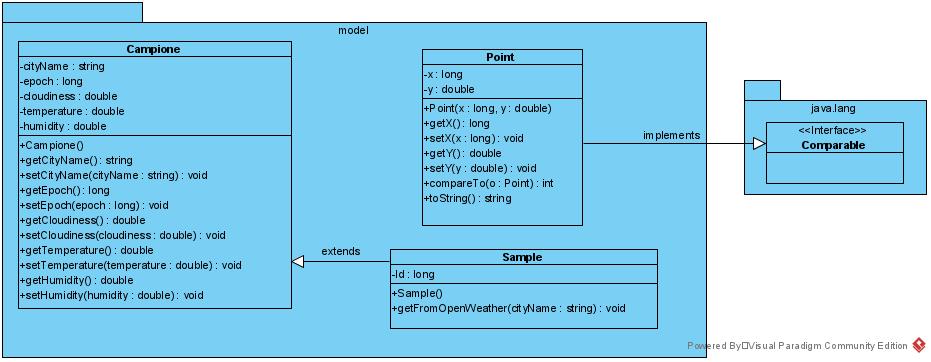 model
Campione
-cityName : string
-epoch : long
-cloudiness : double
-temperature : double
-humidity : double
+Campione()
+getCityName() : string
+setCityName(cityName : string) : void
+getEpoch() : long
+setEpoch(epoch : long) : void
+getCloudiness() : double
+setCloudiness(cloudiness : double) : void
+getTemperature() : double
+setTemperature(temperature : double) : void
+getHumidity() : double
+setHumidity(humidity : double) : void
Point
-x : long
-y : double
+Point(x : long, y : double)
+getX() : long
+setX(x : long) : void
+getY() : double
+setY(y : double) : void
+compareTo(o : Point) : int
+toString() : string
implements
java.lang
<<Interface>>
Comparable
extends
Sample
-Id : long
+Sample()
+getFromOpenWeather(cityName : string) : void
Powered By Visual Paradigm Community Edition